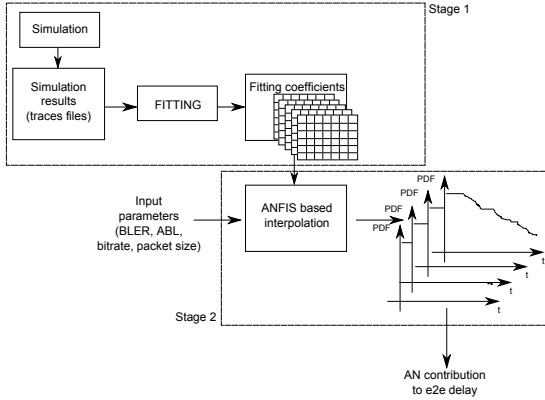 Stage 1
Simulation
Simulation
results
(traces files)
FITTING
Fitting coefficients
Input
parameters
(BLER, ABL,
bitrate, packet size)
ANFIS based
interpolation
PDF
PDF
PDF
PDF
t
t
t
t
Stage 2
AN contribution
to e2e delay